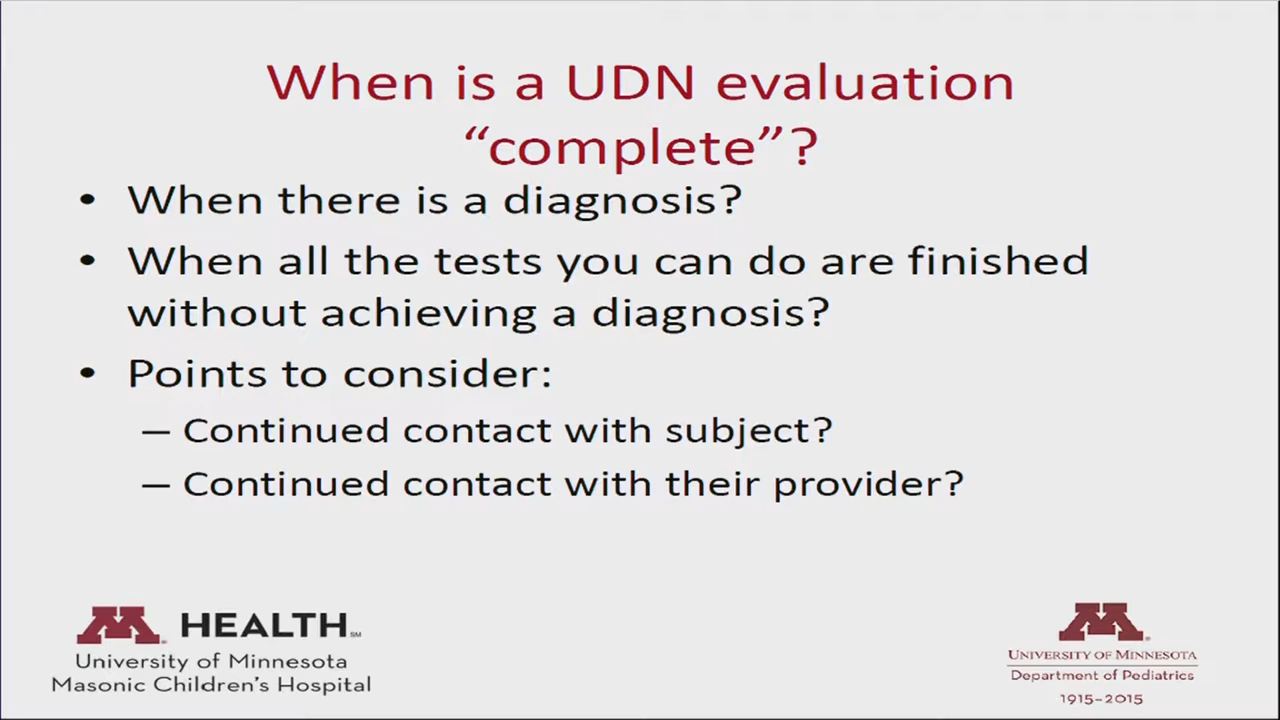 When is a UDN evaluation
“complete”?
• When there is a diagnosis?
• When all the tests you can do are finished
without achieving a diagnosis?
• Points to consider:
– Continued contact with subject?
– Continued contact with their provider?
M HEALTH SM
University of Minnesota
Masonic Children's Hospital
M
UNIVERSITY OF MINNESOTA
Department of Pediatrics
1915–2015